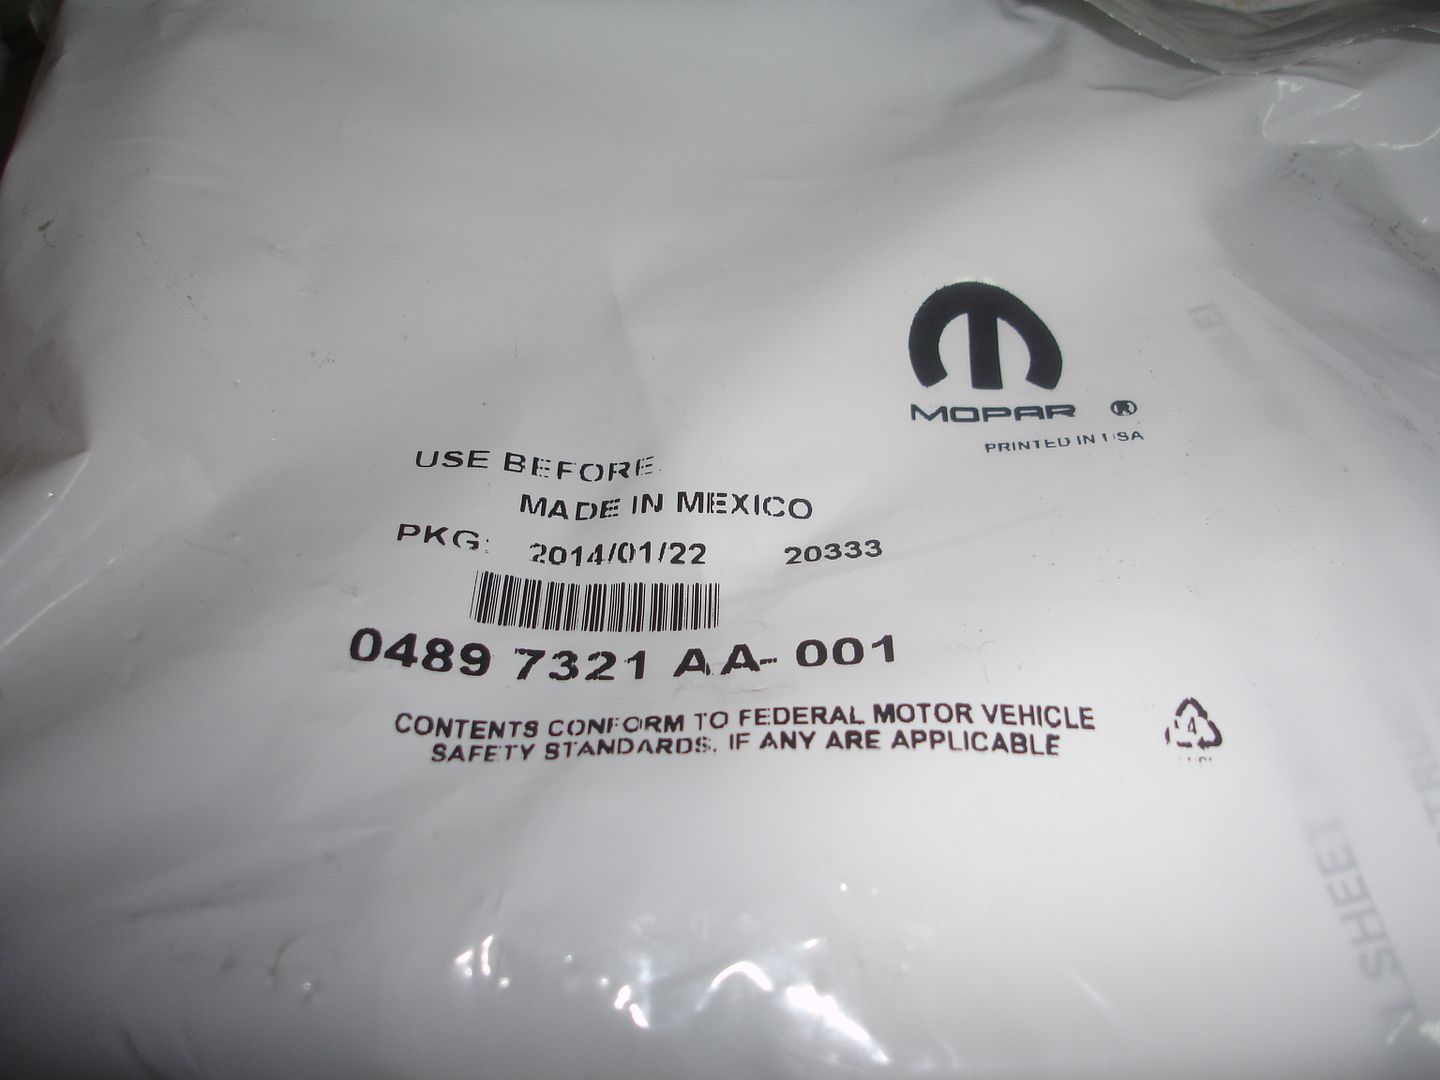 MOPAR ®
PRINTED IN USA
USE BEFORE
MADE IN MEXICO
PKG: 2014/01/22 20333
0489 7321 AA- 001
CONTENTS CONFORM TO FEDERAL MOTOR VEHICLE
SAFETY STANDARDS, IF ANY ARE APPLICABLE
4
SHEET